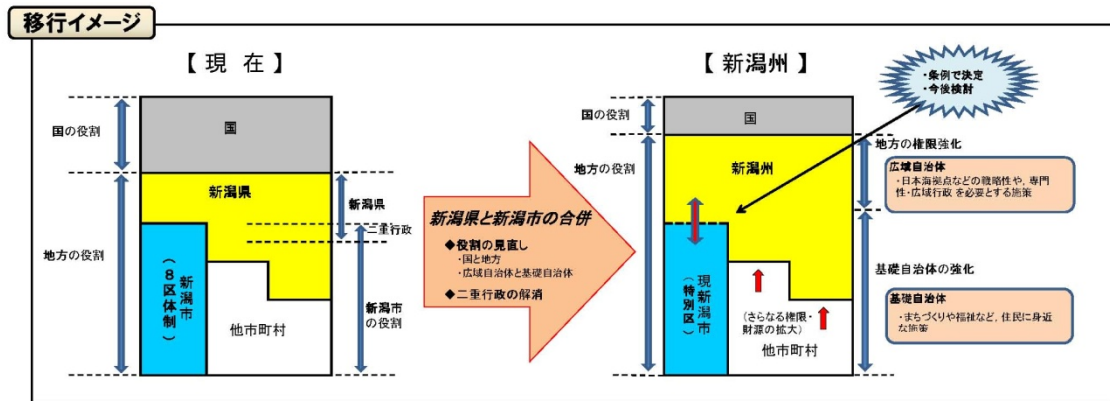 移行イメージ
【 現 在 】
国の役割
国
地方の役割
新潟県
新潟県
二重行政
新潟市
(8区体制)
新潟市
の役割
他市町村
新潟県と新潟市の合併
◆役割の見直し
・国と地方
・広域自治体と基礎自治体
◆二重行政の解消
【 新潟州 】
・条例で決定
・今後検討
国の役割
国
地方の役割
新潟州
地方の権限強化
広域自治体
・日本海拠点などの戦略性や、専門
性・広域行政 を必要とする施策
現新潟市
(特別区)
(さらなる権限・
財源の拡大)
他市町村
基礎自治体の強化
基礎自治体
・まちづくりや福祉など、住民に身近
な施策